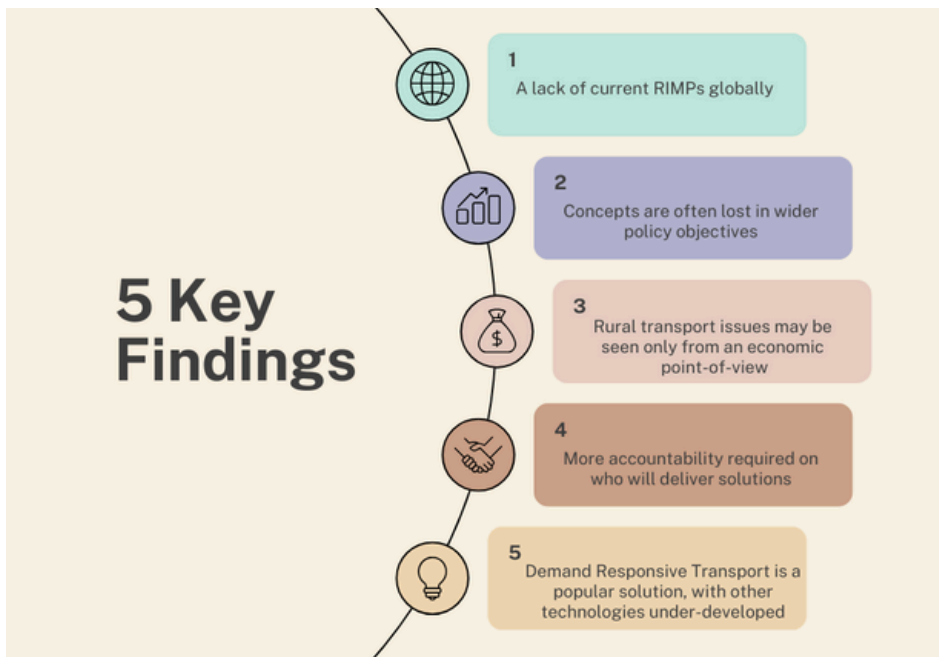 5 Key
Findings
1
A lack of current RIMPs globally
2
Concepts are often lost in wider
policy objectives
3
Rural transport issues may be
seen only from an economic
point-of-view
4
More accountability required on
who will deliver solutions
5
Demand Responsive Transport is a
popular solution, with other
technologies under-developed
$